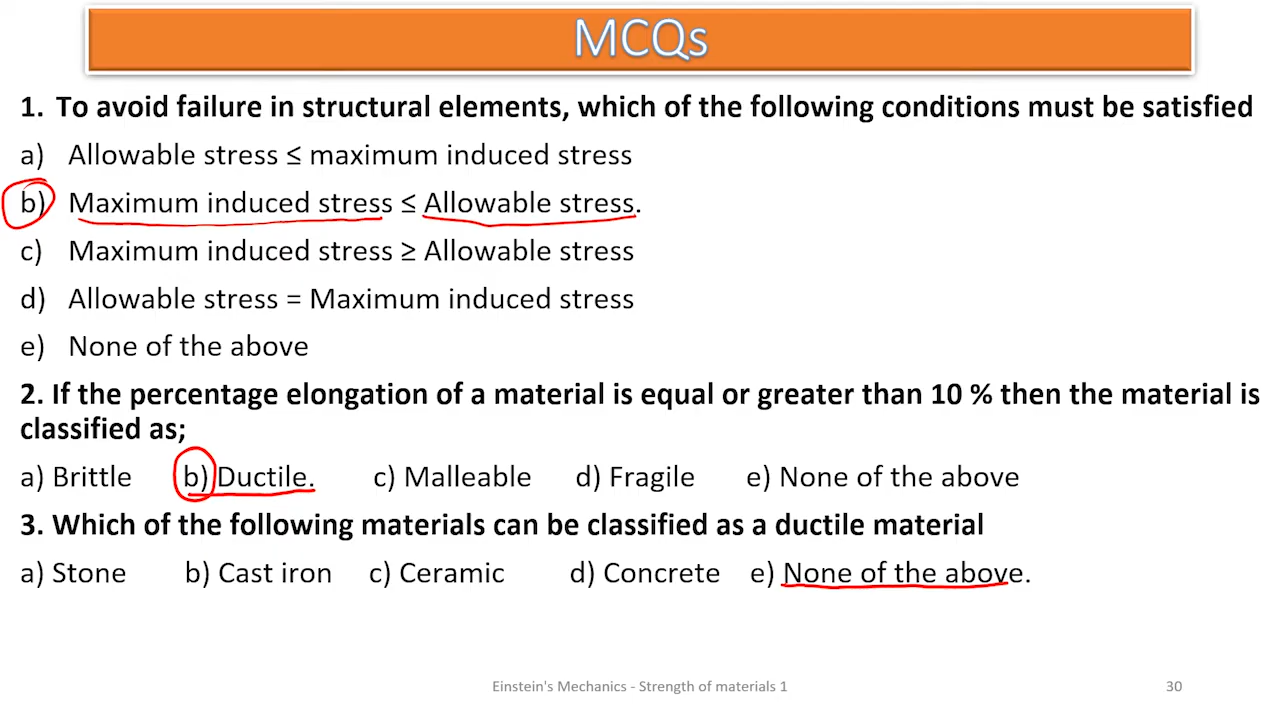 MCQs
1. To avoid failure in structural elements, which of the following conditions must be satisfied
a) Allowable stress ≤ maximum induced stress
b) Maximum induced stress ≤ Allowable stress.
c) Maximum induced stress ≥ Allowable stress
d) Allowable stress = Maximum induced stress
e) None of the above
2. If the percentage elongation of a material is equal or greater than 10 % then the material is
classified as;
a) Brittle b) Ductile. c) Malleable d) Fragile e) None of the above
3. Which of the following materials can be classified as a ductile material
a) Stone b) Cast iron c) Ceramic d) Concrete e) None of the above.
Einstein's Mechanics - Strength of materials 1 30